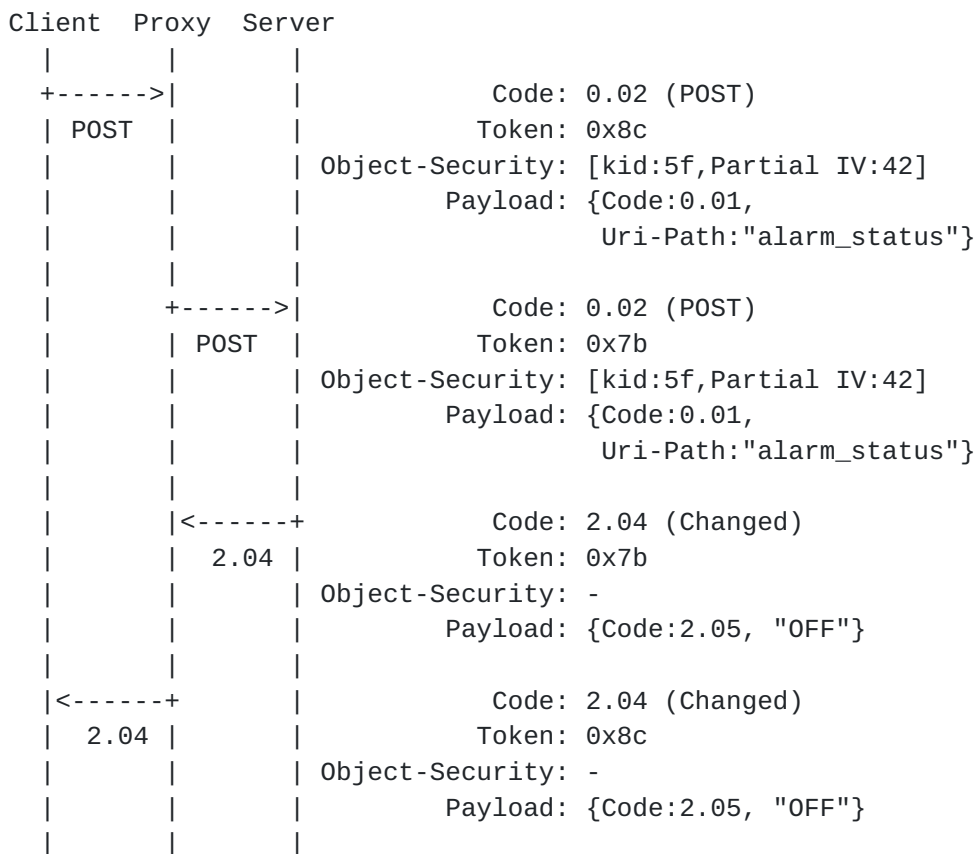 Client  Proxy  Server
  |       |       |
  +------>|       |            Code: 0.02 (POST)
  | POST  |       |           Token: 0x8c
  |       |       | Object-Security: [kid:5f,Partial IV:42]
  |       |       |         Payload: {Code:0.01,
  |       |       |                   Uri-Path:"alarm_status"}
  |       |       |
  |       +------>|            Code: 0.02 (POST)
  |       | POST  |           Token: 0x7b
  |       |       | Object-Security: [kid:5f,Partial IV:42]
  |       |       |         Payload: {Code:0.01,
  |       |       |                   Uri-Path:"alarm_status"}
  |       |       |
  |       |<------+            Code: 2.04 (Changed)
  |       |  2.04 |           Token: 0x7b
  |       |       | Object-Security: -
  |       |       |         Payload: {Code:2.05, "OFF"}
  |       |       |
  |<------+       |            Code: 2.04 (Changed)
  |  2.04 |       |           Token: 0x8c
  |       |       | Object-Security: -
  |       |       |         Payload: {Code:2.05, "OFF"}
  |       |       |